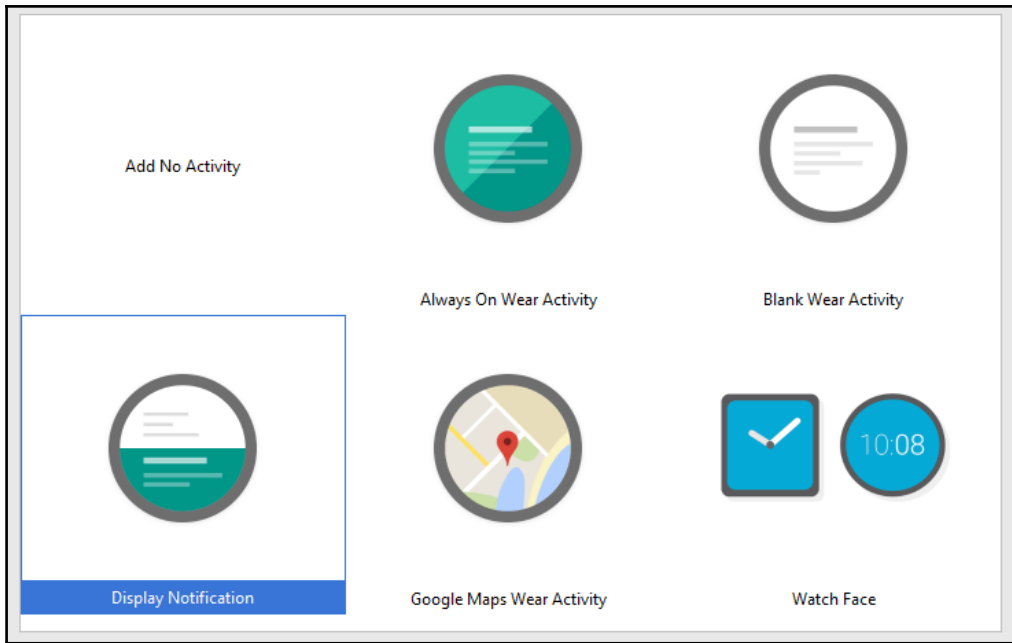 Add No Activity
Always On Wear Activity
Blank Wear Activity
10:08
Display Notification
Google Maps Wear Activity
Watch Face